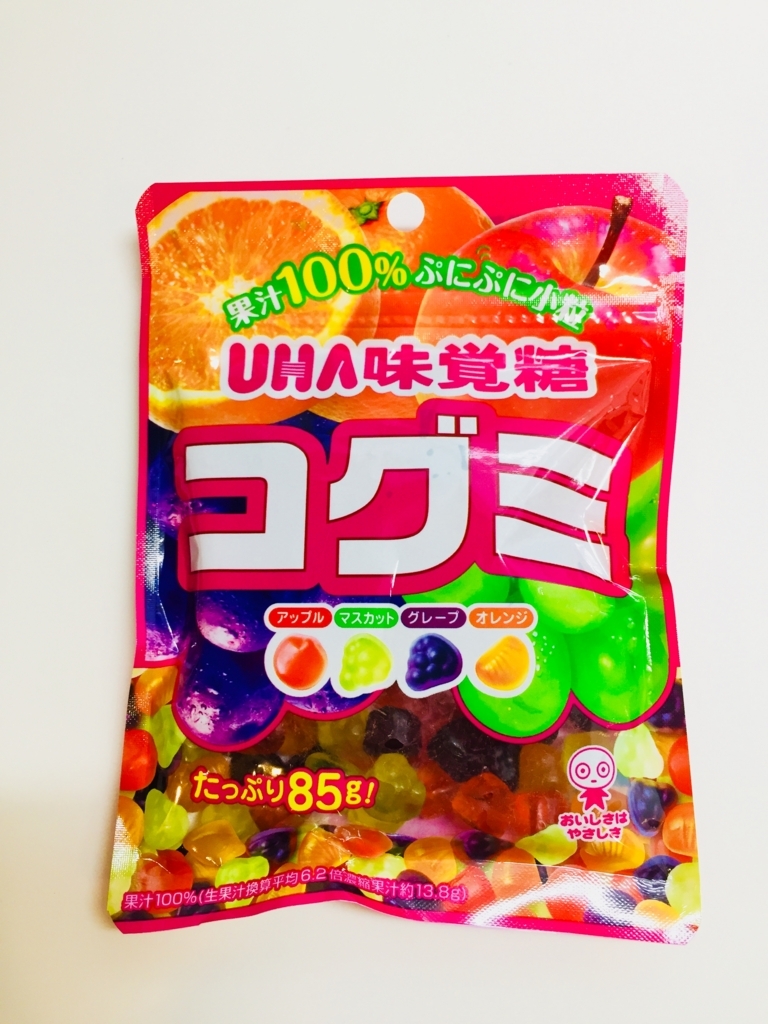 果汁100%ぷにぷに小粒
UHA味覚糖
コグミ
アップル マスカット グレープ オレンジ
たっぷり85g!
おいしさは
やさしさ
果汁100%(生果汁換算平均6.2倍濃縮果汁約13.8g)